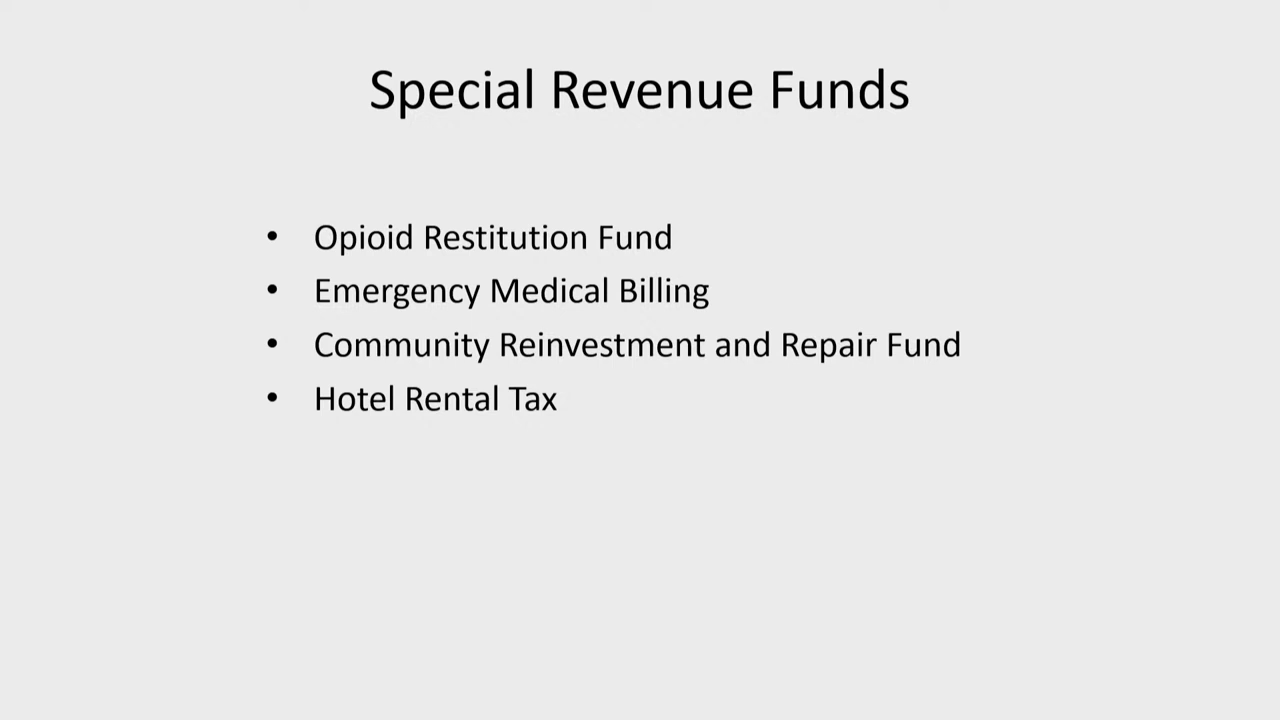 Special Revenue Funds
• Opioid Restitution Fund
• Emergency Medical Billing
• Community Reinvestment and Repair Fund
• Hotel Rental Tax